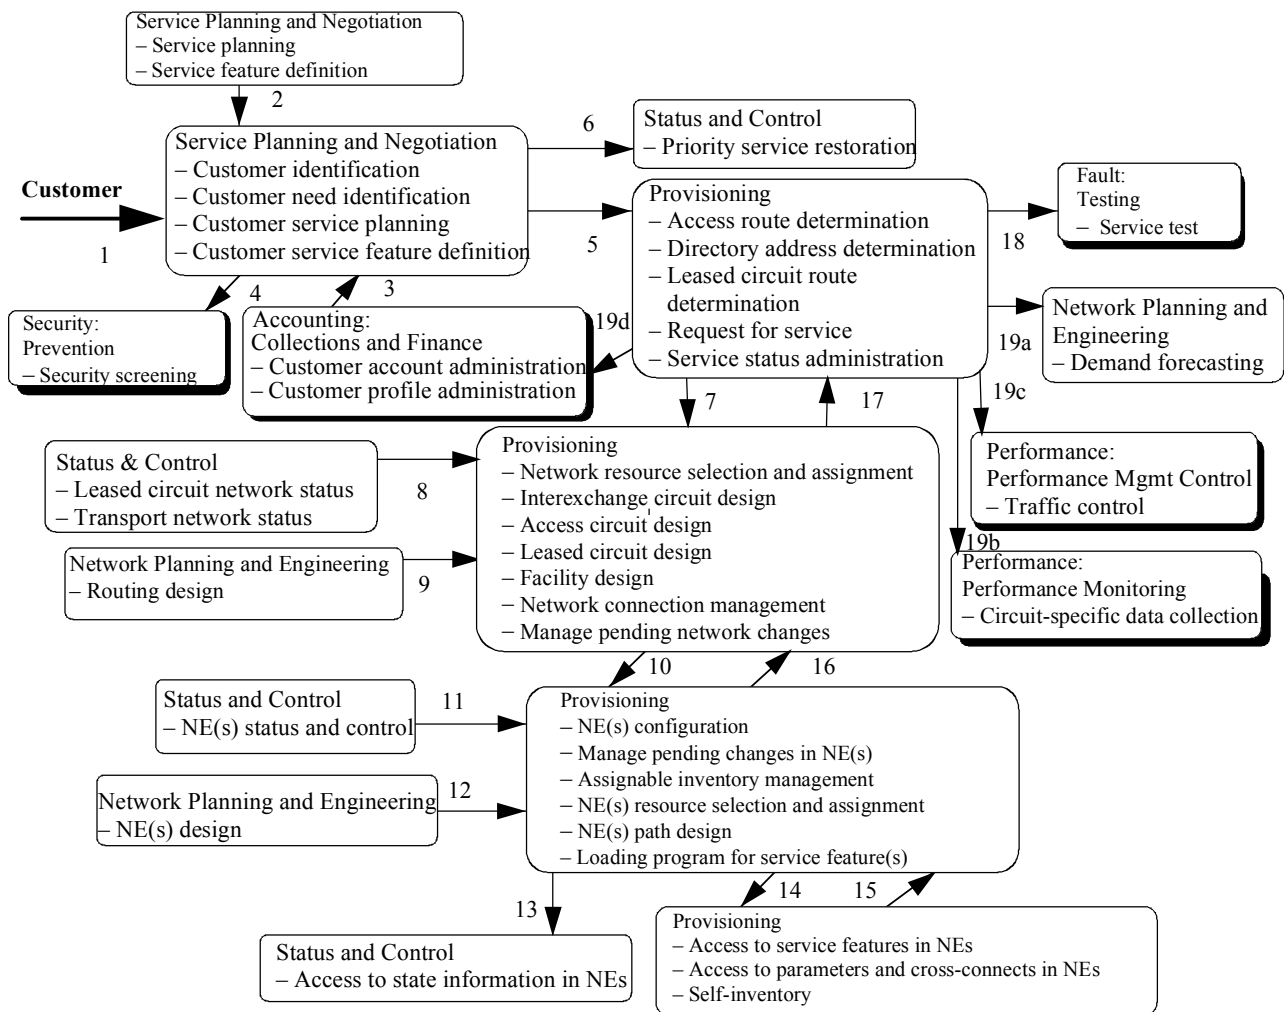 Service Planning and Negotiation
– Service planning
– Service feature definition
2
Service Planning and Negotiation
– Customer identification
– Customer need identification
– Customer service planning
– Customer service feature definition
Customer
1
6
Status and Control
– Priority service restoration
5
Provisioning
– Access route determination
– Directory address determination
– Leased circuit route
determination
– Request for service
– Service status administration
18
Fault:
Testing
– Service test
4
3
Security:
Prevention
– Security screening
Accounting:
Collections and Finance
– Customer account administration
– Customer profile administration
19d
19a
Network Planning and
Engineering
– Demand forecasting
19c
7
17
Performance:
Performance Mgmt Control
– Traffic control
19b
Performance:
Performance Monitoring
– Circuit-specific data collection
Status & Control
– Leased circuit network status
– Transport network status
8
Network Planning and Engineering
– Routing design
9
Provisioning
– Network resource selection and assignment
– Interexchange circuit design
– Access circuit design
– Leased circuit design
– Facility design
– Network connection management
– Manage pending network changes
10
16
Status and Control
– NE(s) status and control
11
Network Planning and Engineering
– NE(s) design
12
Provisioning
– NE(s) configuration
– Manage pending changes in NE(s)
– Assignable inventory management
– NE(s) resource selection and assignment
– NE(s) path design
– Loading program for service feature(s)
13
14
15
Status and Control
– Access to state information in NEs
Provisioning
– Access to service features in NEs
– Access to parameters and cross-connects in NEs
– Self-inventory